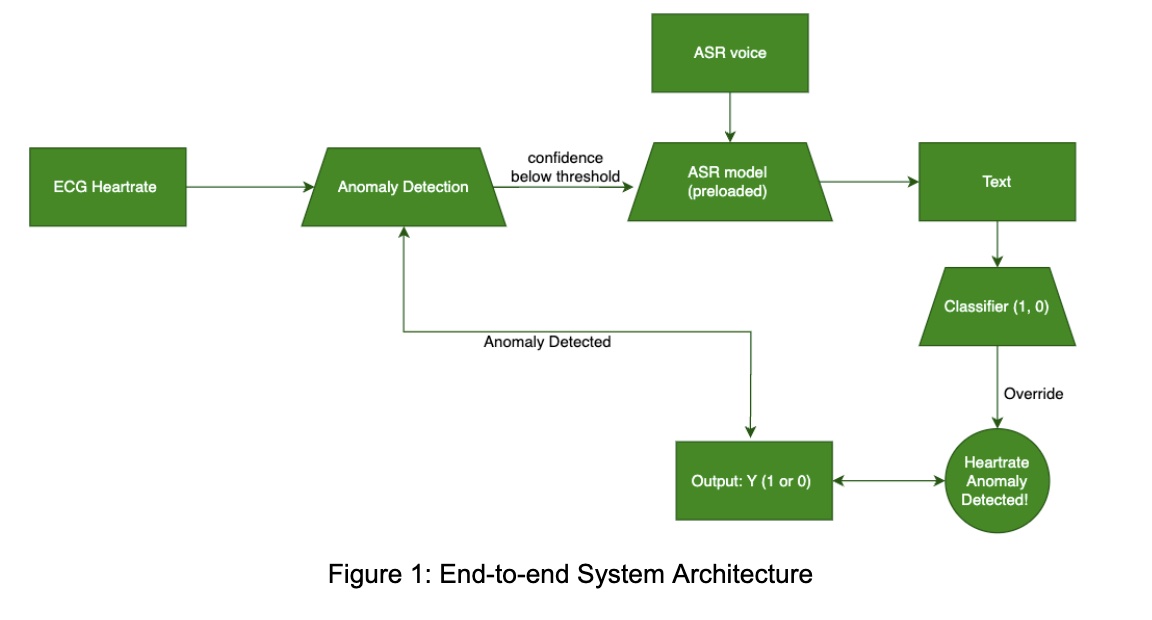 ASR voice
ECG Heartrate
Anomaly Detection
confidence
below threshold
ASR model
(preloaded)
Text
Classifier (1, 0)
Anomaly Detected
Override
Output: Y (1 or 0)
Heartrate
Anomaly
Detected!
Figure 1: End-to-end System Architecture